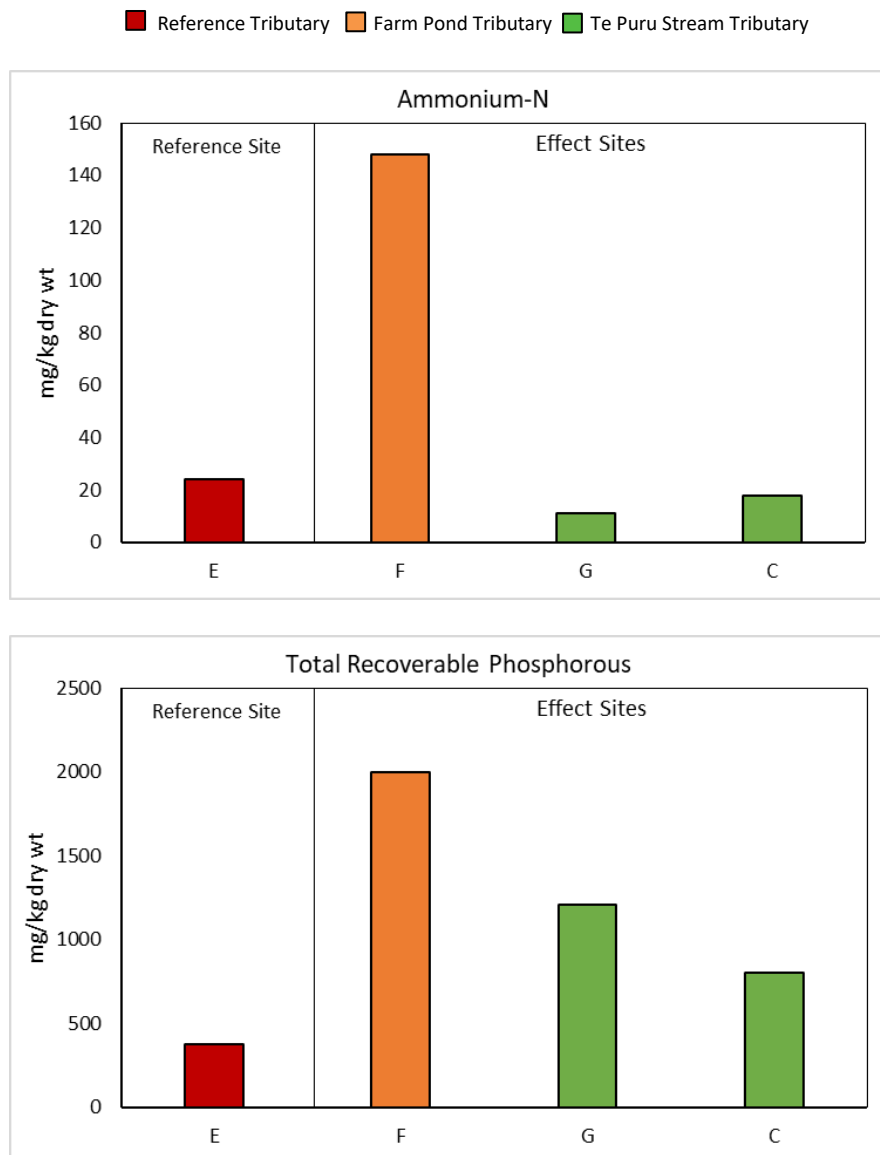 Reference Tributary Farm Pond Tributary Te Puru Stream Tributary
Ammonium-N
160
140
120
100
80
60
40
20
0
mg/kg dry wt
Reference Site
Effect Sites
E F G C
Total Recoverable Phosphorous
2500
2000
1500
1000
500
0
mg/kg dry wt
Reference Site
Effect Sites
E F G C